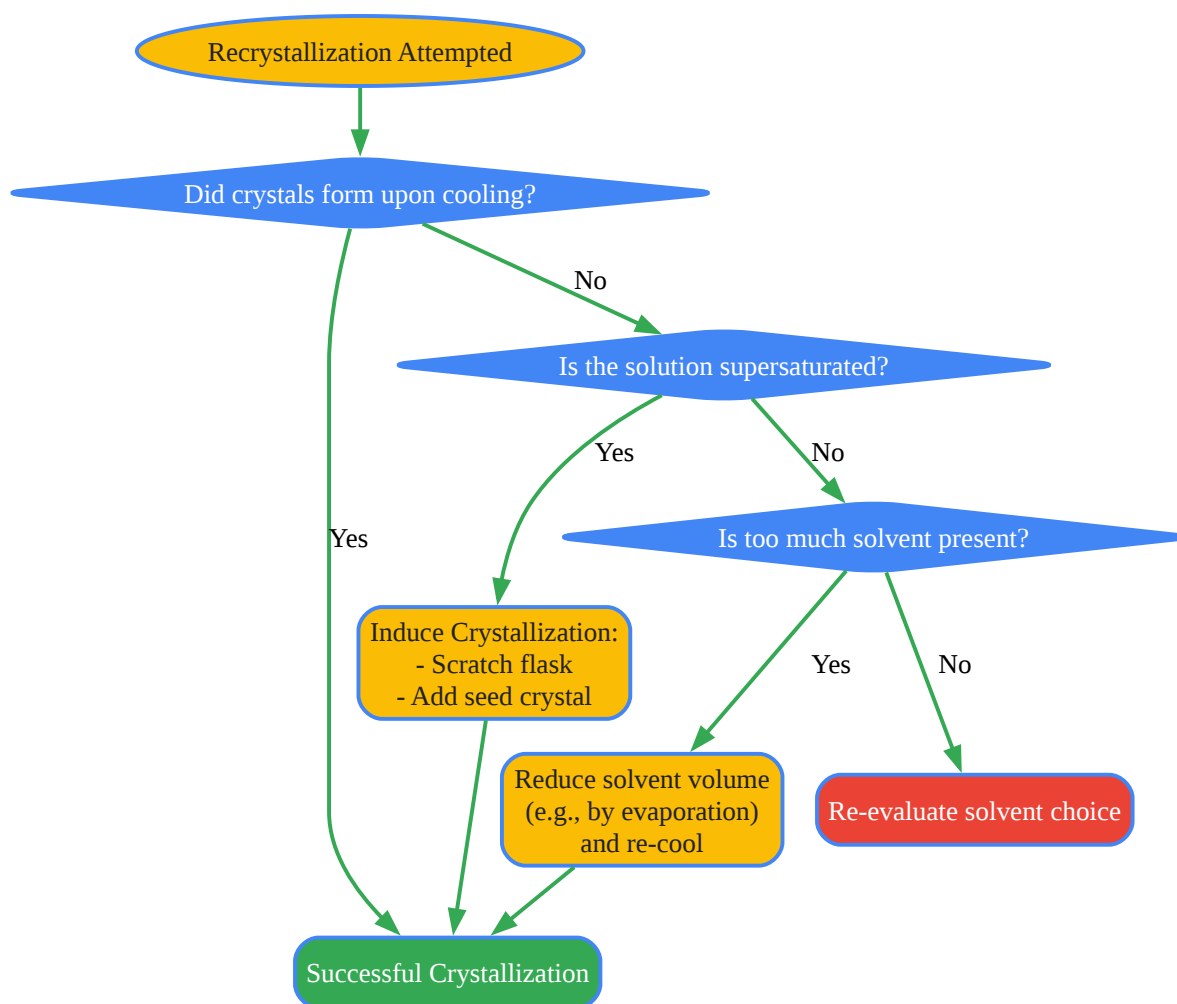 Recrystallization Attempted
Did crystals form upon cooling?
No
Is the solution supersaturated?
Yes
No
Yes
Is too much solvent present?
Induce Crystallization:
- Scratch flask
- Add seed crystal
Yes
No
Reduce solvent volume
(e.g., by evaporation)
and re-cool
Re-evaluate solvent choice
Successful Crystallization